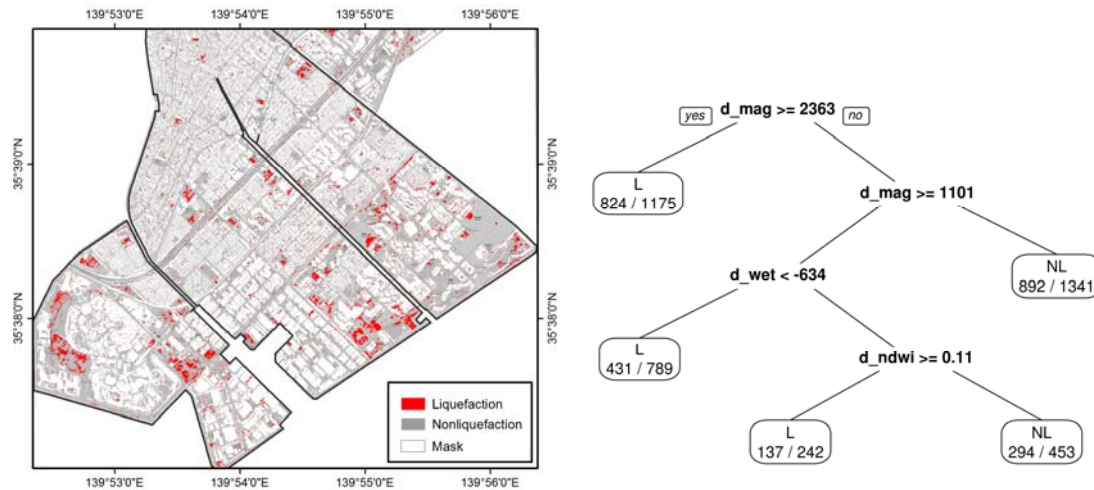 139°53'0"E 139°54'0"E 139°55'0"E 139°56'0"E
35°39'0"N
35°39'0"N
35°38'0"N
35°38'0"N
Liquefaction
Nonliquefaction
Mask
139°53'0"E 139°54'0"E 139°55'0"E 139°56'0"E
yes d_mag >= 2363 no
L
824 / 1175
d_mag >= 1101
d_wet < -634
NL
892 / 1341
L
431 / 789
d_ndwi >= 0.11
L
137 / 242
NL
294 / 453